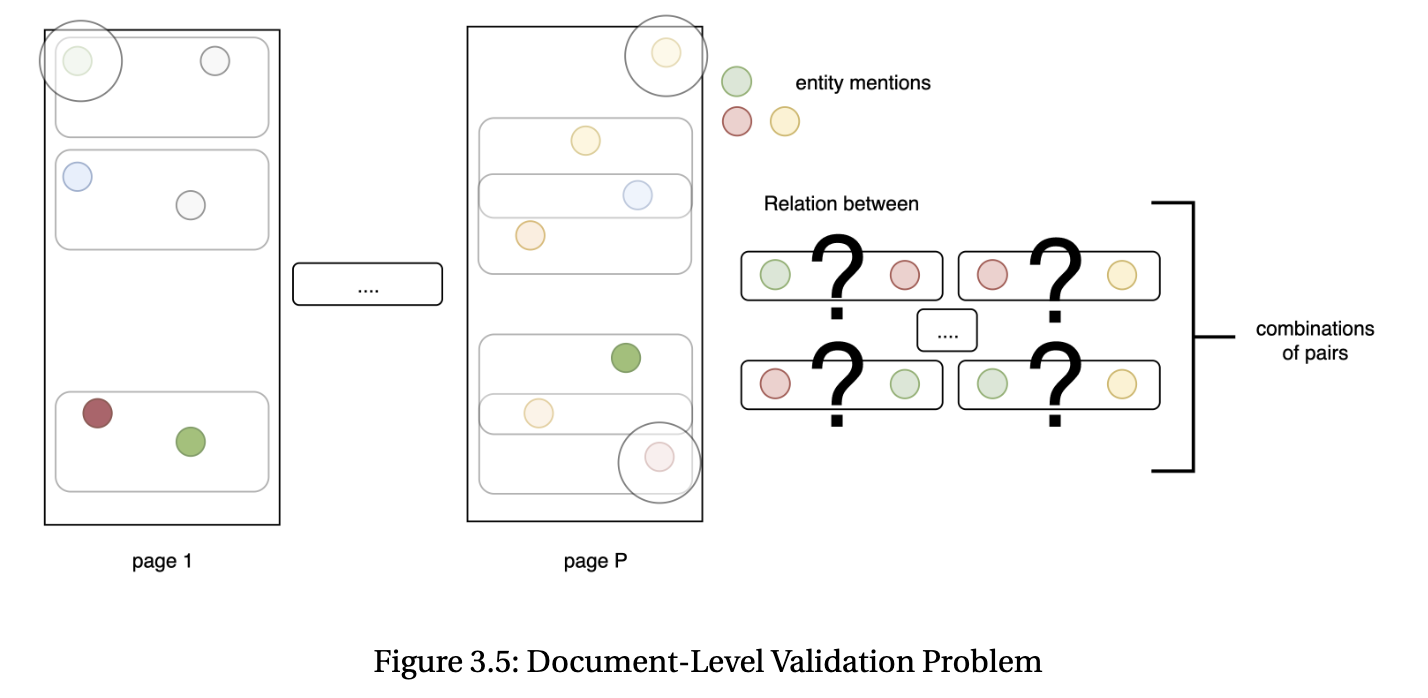 entity mentions
Relation between
?
?
....
....
?
?
combinations
of pairs
page 1
page P
Figure 3.5: Document-Level Validation Problem